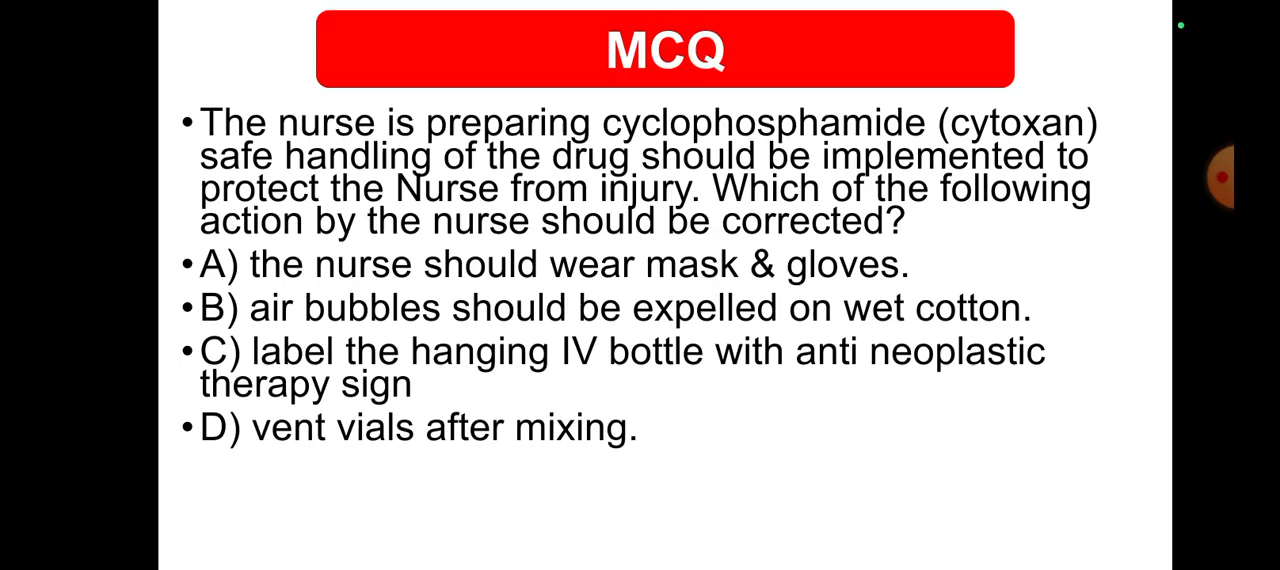 MCQ
•The nurse is preparing cyclophosphamide (cytoxan)
safe handling of the drug should be implemented to
protect the Nurse from injury. Which of the following
action by the nurse should be corrected?
•A) the nurse should wear mask & gloves.
•B) air bubbles should be expelled on wet cotton.
•C) label the hanging IV bottle with anti neoplastic
therapy sign
•D) vent vials after mixing.